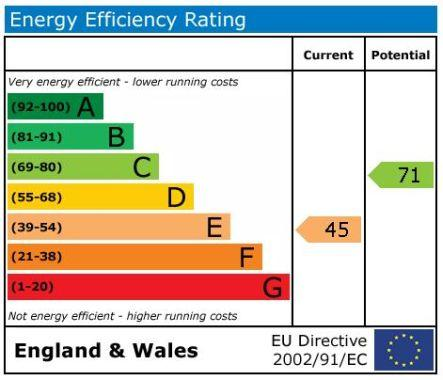 Energy Efficiency Rating
Current Potential
Very energy efficient - lower running costs
(92-100) A
(81-91) B
(69-80) C
71
(55-68) D
(39-54) E
45
(21-38) F
(1-20) G
Not energy efficient - higher running costs
England & Wales
EU Directive
2002/91/EC